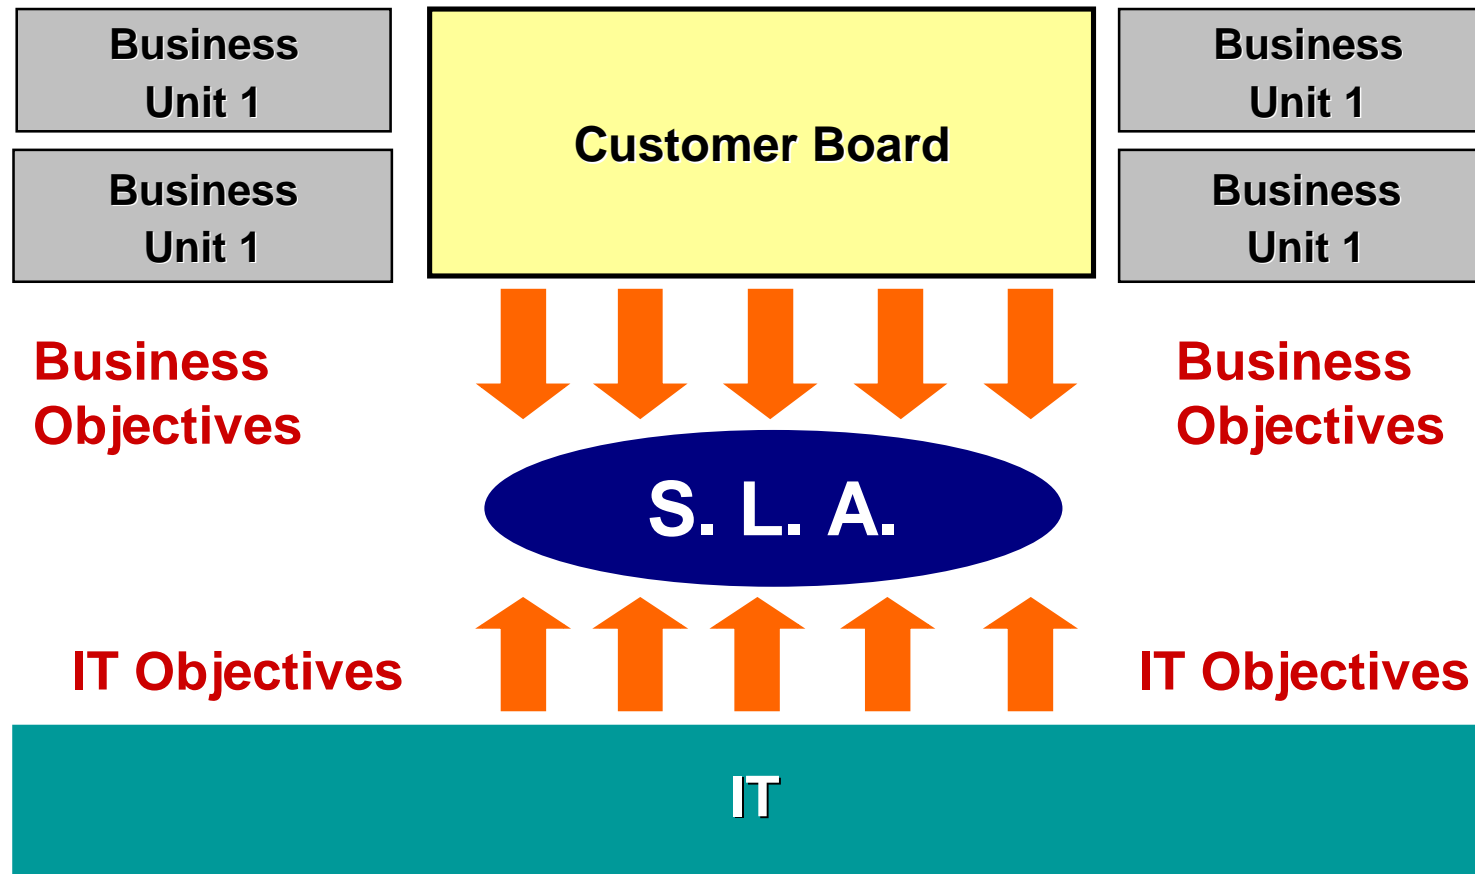 Business
Unit 1
Customer Board
Business
Unit 1
Business
Unit 1
Business
Unit 1
Business
Objectives
Business
Objectives
S. L. A.
IT Objectives
IT Objectives
IT